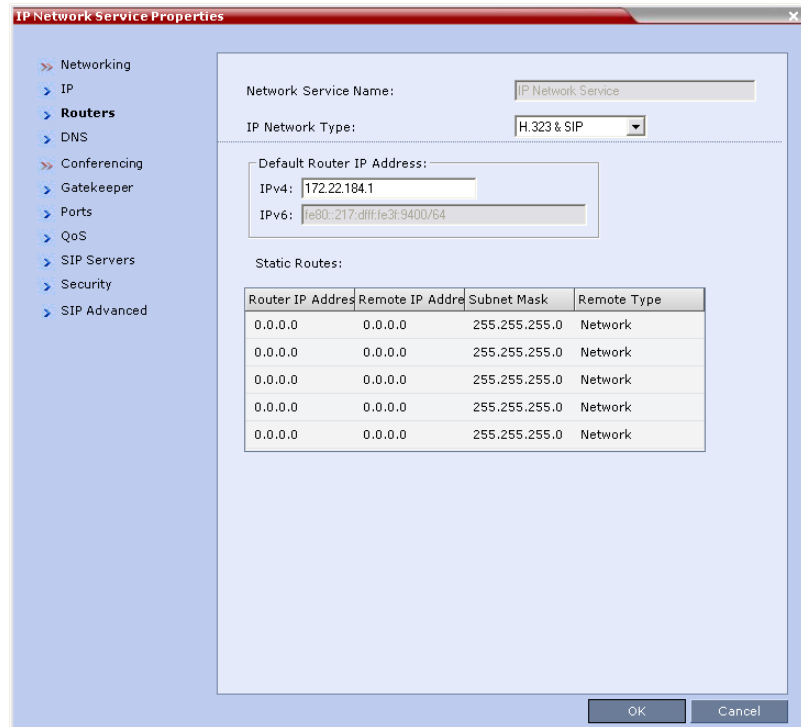 IP Network Service Properties
Networking
IP
Routers
DNS
Conferencing
Gatekeeper
Ports
QoS
SIP Servers
Security
SIP Advanced
Network Service Name: IP Network Service
IP Network Type: H.323 & SIP
Default Router IP Address:
IPv4: 172.22.184.1
IPv6: fe80::217:dfff:fe3f:9400/64
Static Routes:
Router IP Addres Remote IP Addre Subnet Mask Remote Type
0.0.0.0 0.0.0.0 255.255.255.0 Network
0.0.0.0 0.0.0.0 255.255.255.0 Network
0.0.0.0 0.0.0.0 255.255.255.0 Network
0.0.0.0 0.0.0.0 255.255.255.0 Network
0.0.0.0 0.0.0.0 255.255.255.0 Network
OK Cancel